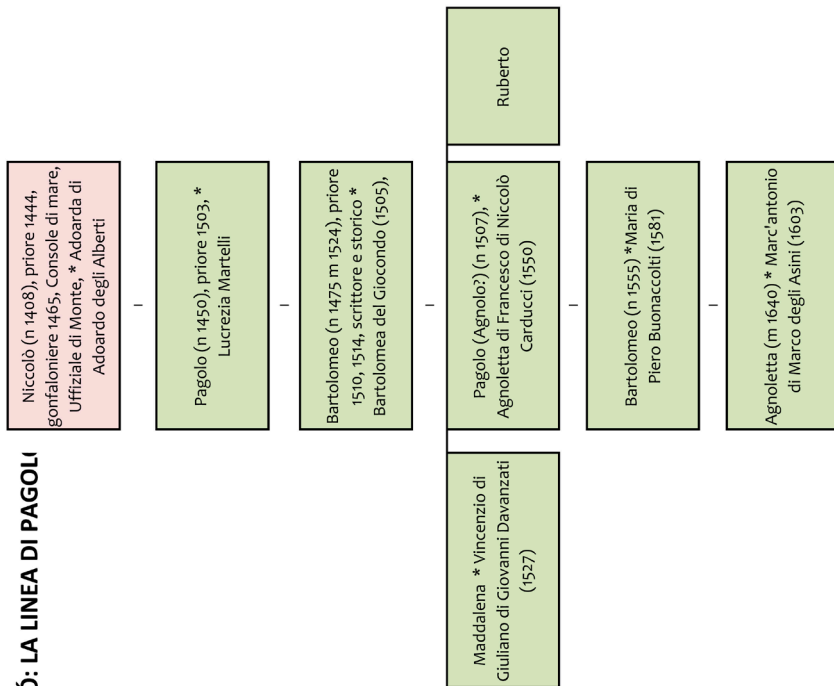 Ó: LA LINEA DI PAGOLO
Niccolò (n 1408), priore 1444,
gonfaloniere 1465, Console di mare,
Uffiziale di Monte, * Adoarda di
Adoardo degli Alberti
Pagolo (n 1450), priore 1503, *
Lucrezia Martelli
Bartolomeo (n 1475 m 1524), priore
1510, 1514, scrittore e storico *
Bartolomea del Giocondo (1505),
Maddalena * Vincenzio di
Giuliano di Giovanni Davanzati
(1527)
Pagolo (Agnolo?) (n 1507), *
Agnoletta di Francesco di Niccolò
Carducci (1550)
Ruberto
Bartolomeo (n 1555) *Maria di
Piero Buonaccolti (1581)
Agnoletta (m 1640) * Marc'antonio
di Marco degli Asini (1603)